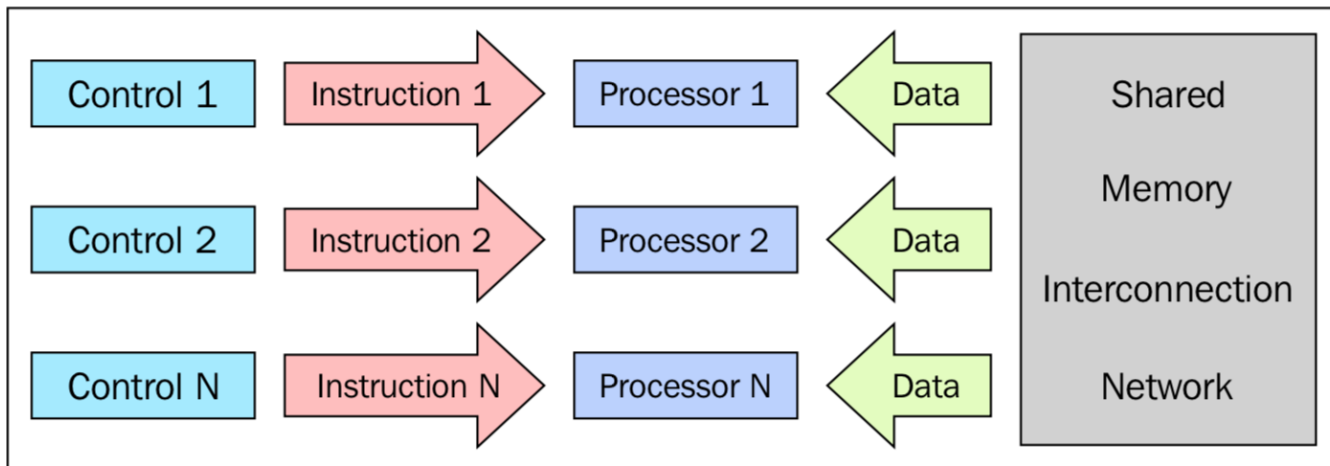 Control 1
Instruction 1
Processor 1
Data
Control 2
Instruction 2
Processor 2
Data
Control N
Instruction N
Processor N
Data
Shared
Memory
Interconnection
Network